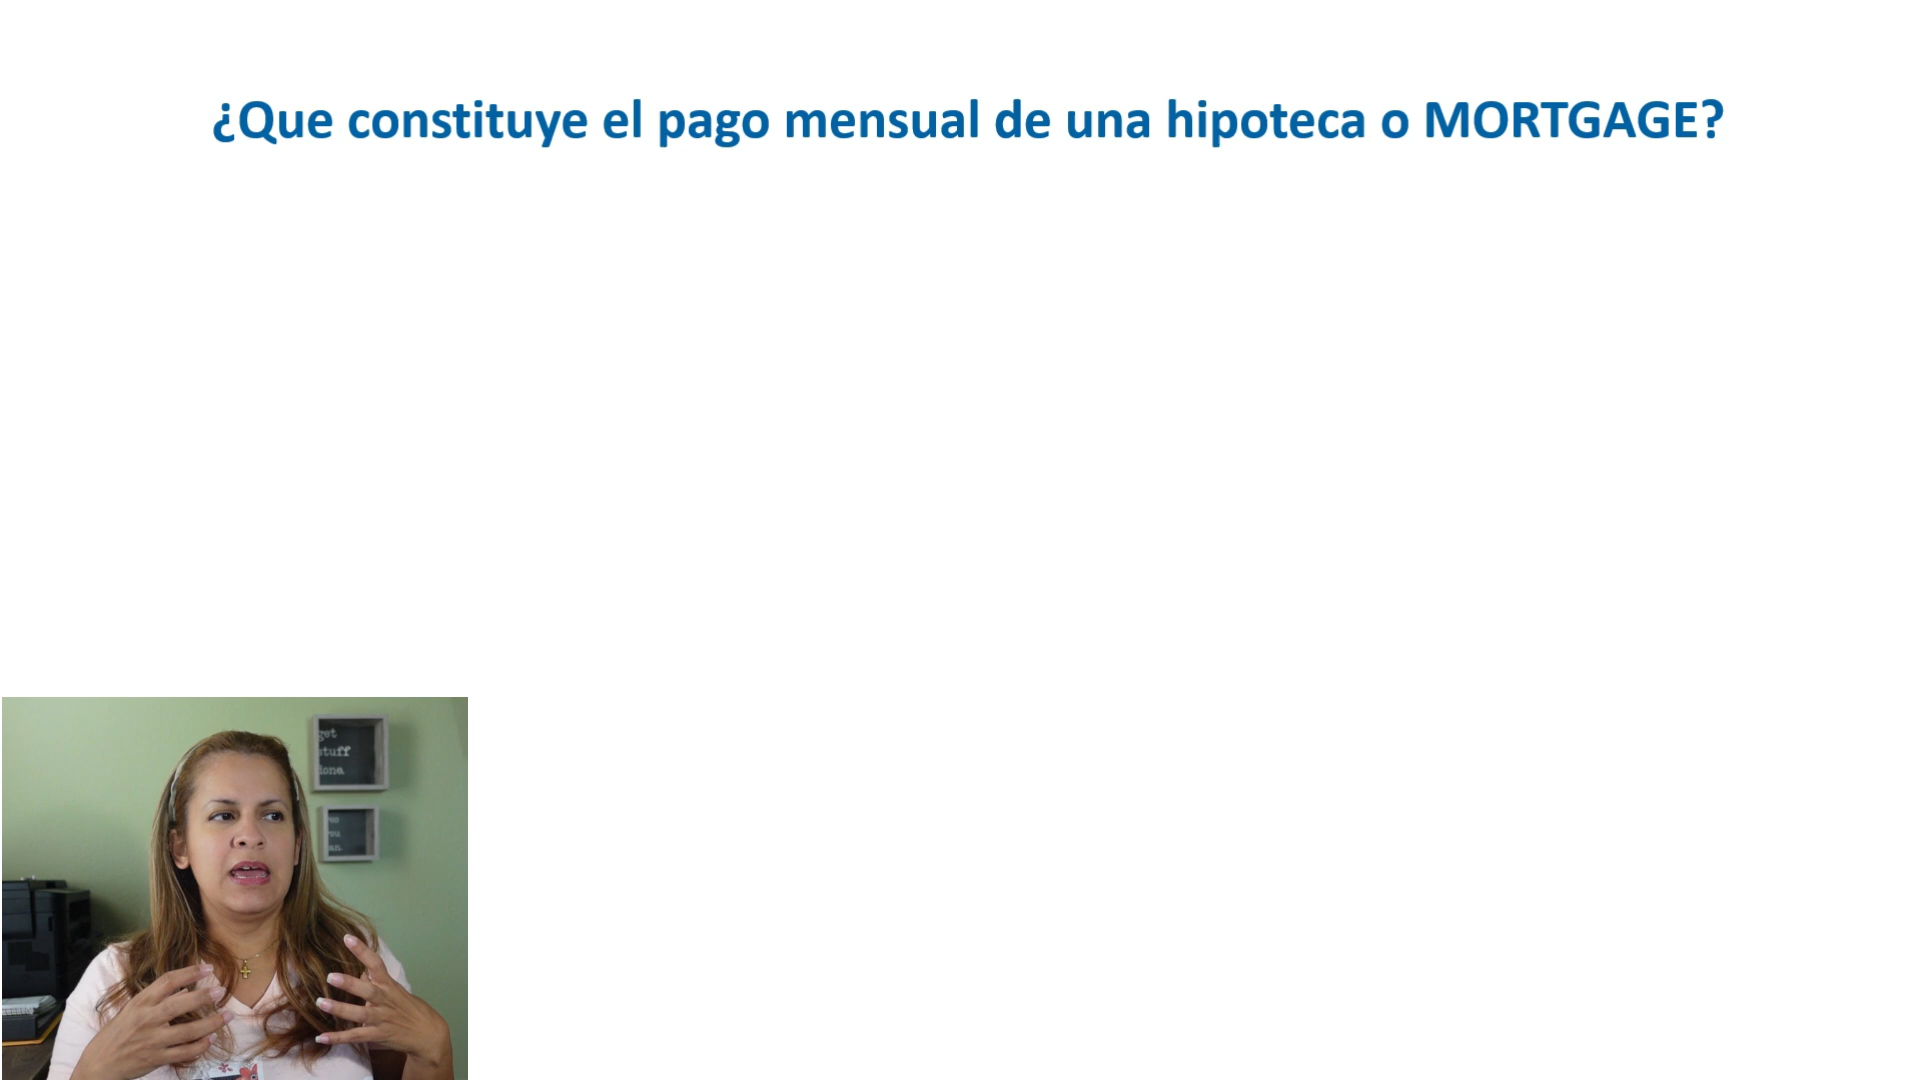 ¿Que constituye el pago mensual de una hipoteca o MORTGAGE?
get
stuff
done.